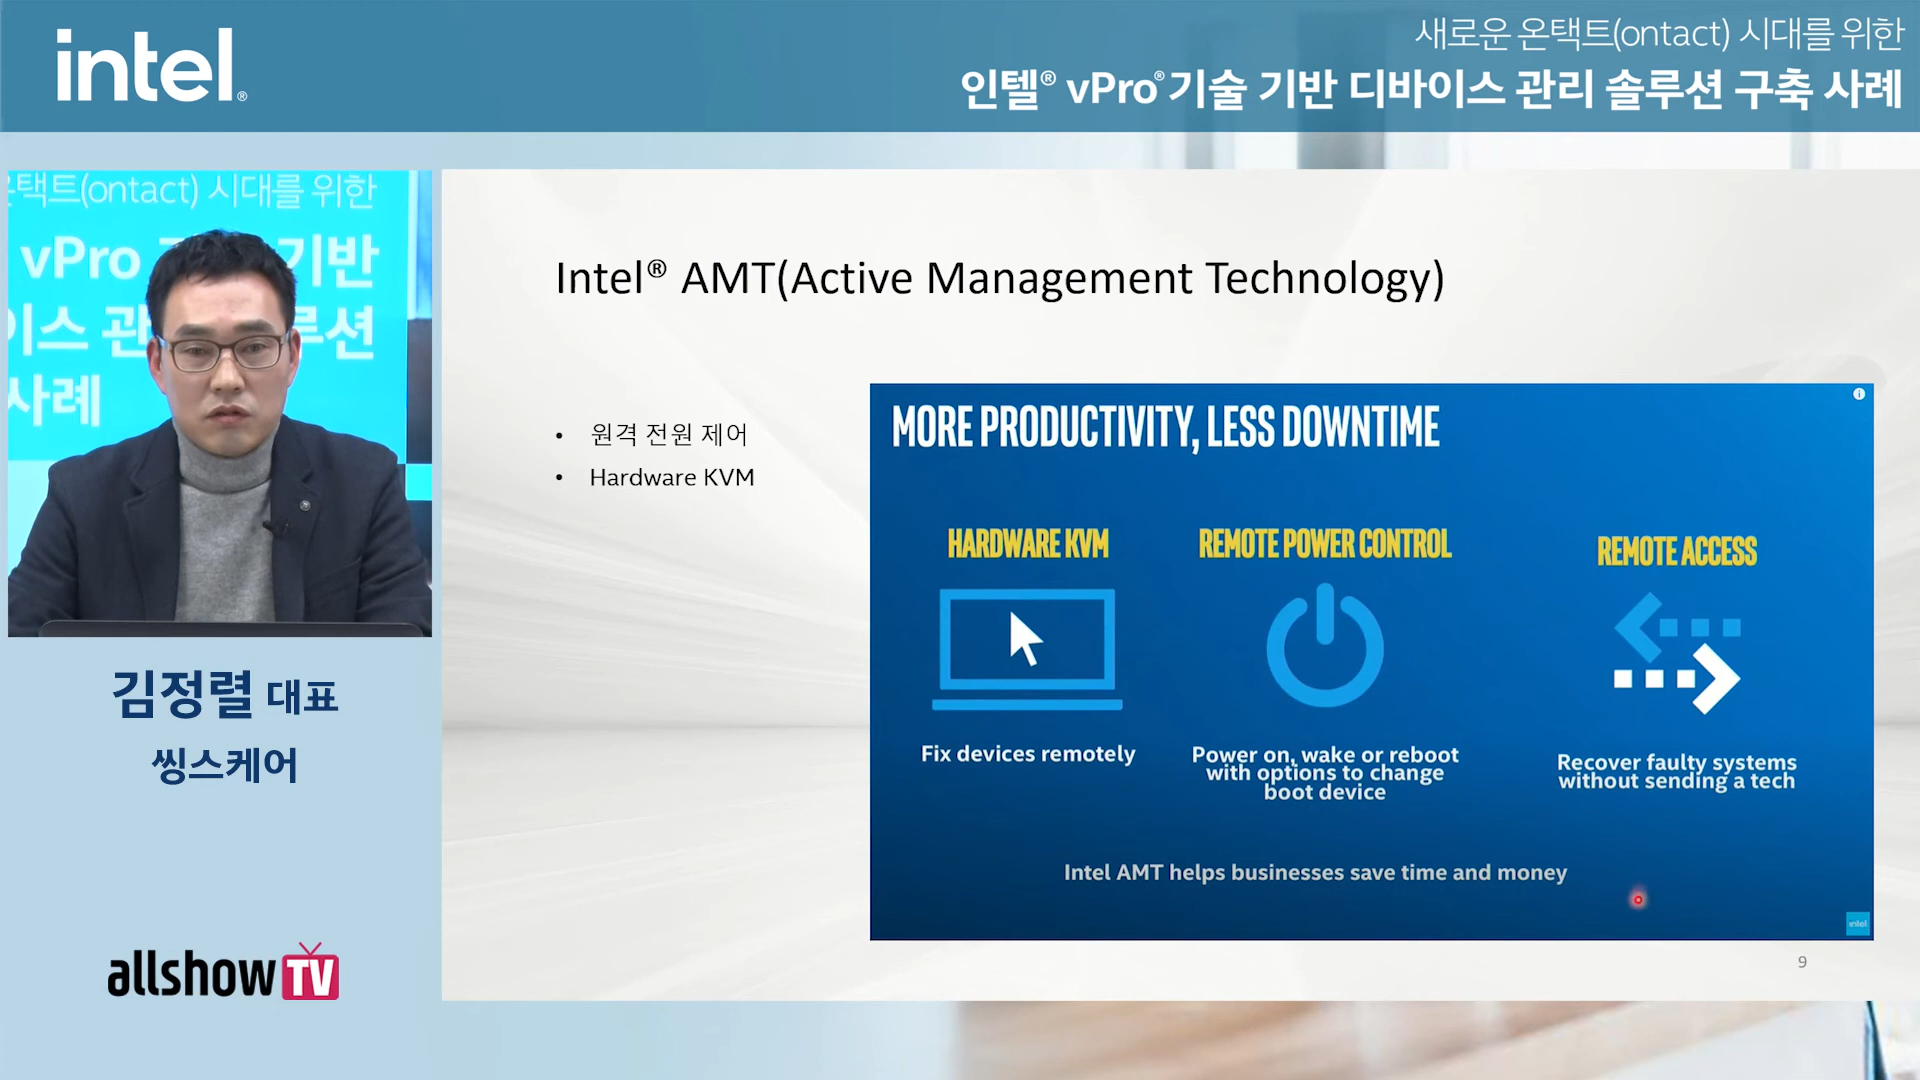 intel®
새로운 온택트(ontact) 시대를 위한
인텔® vPro® 기술 기반 디바이스 관리 솔루션 구축 사례
온택트(ontact) 시대를 위한
vPro 기반
이스 관 루션
사례
김정렬 대표
씽스케어
allshow TV
Intel® AMT(Active Management Technology)
• 원격 전원 제어
• Hardware KVM
MORE PRODUCTIVITY, LESS DOWNTIME
HARDWARE KVM
Fix devices remotely
REMOTE POWER CONTROL
Power on, wake or reboot
with options to change
boot device
REMOTE ACCESS
Recover faulty systems
without sending a tech
Intel AMT helps businesses save time and money
intel
9